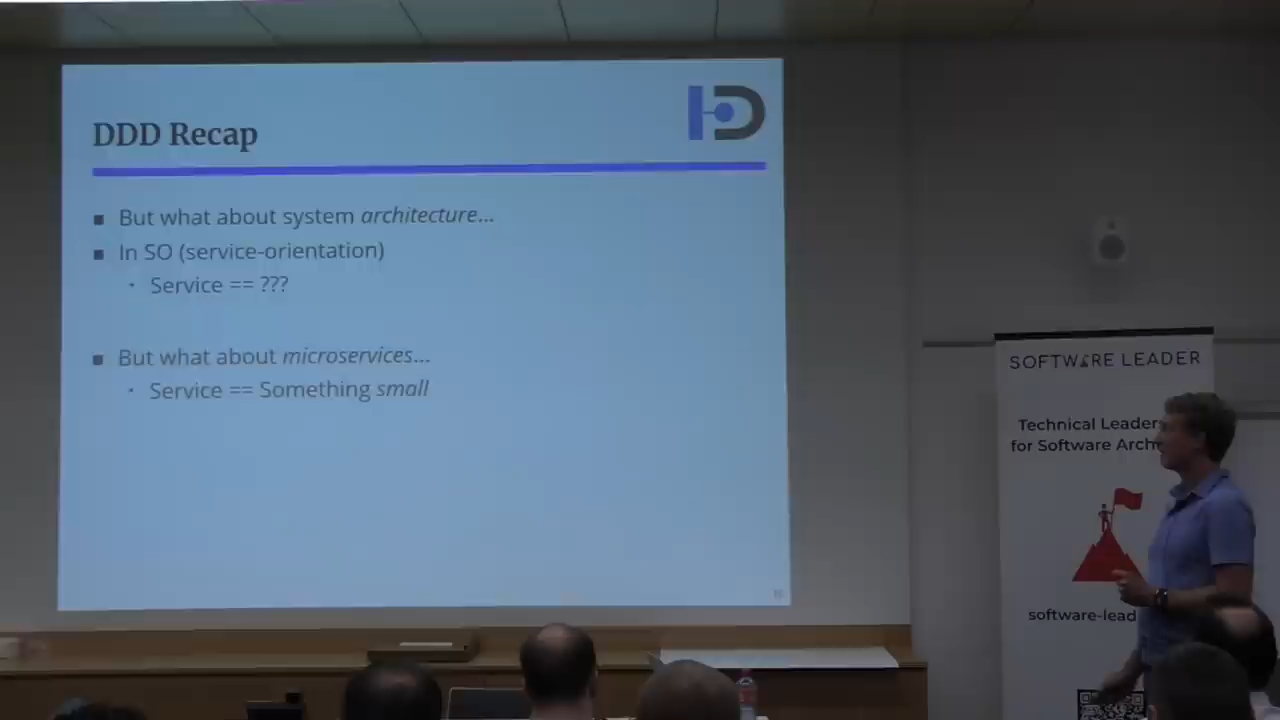 DDD Recap
But what about system architecture...
In SO (service-orientation)
Service == ???
But what about microservices...
Service == Something small
SOFTWARE LEADER
Technical Leader
for Software Arch
software-lead